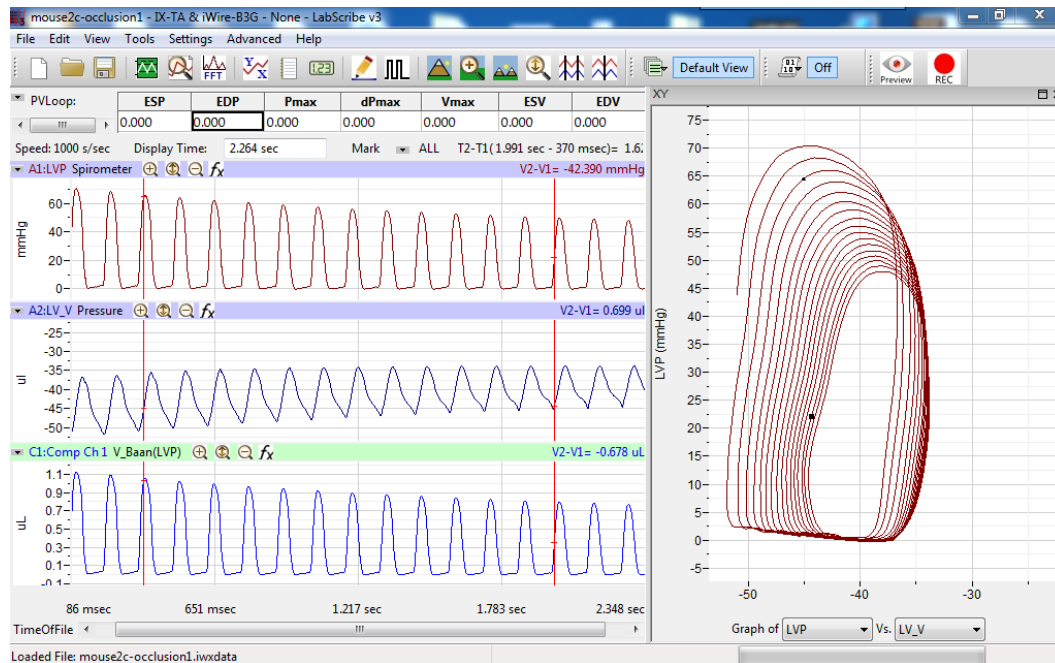 mouse2c-occlusion1 - IX-TA & iWire-B3G - None - LabScribe v3
File Edit View Tools Settings Advanced Help
FFT Y X 123 Default View Off Preview REC
PVLoop: ESP EDP Pmax dPmax Vmax ESV EDV
0.000 0.000 0.000 0.000 0.000 0.000 0.000
Speed: 1000 s/sec Display Time: 2.264 sec Mark ALL T2-T1( 1.991 sec - 370 msec)= 1.62
A1:LVP Spirometer fx V2-V1= -42.390 mmHg
60
40
20
0
mmHg
A2:LV_V Pressure fx V2-V1= 0.699 ul
-25
-30
-35
-40
-45
-50
ul
C1:Comp Ch 1 V_Baan(LVP) fx V2-V1= -0.678 uL
1.1
0.9
0.7
0.5
0.3
0.1
-0.1
uL
86 msec 651 msec 1.217 sec 1.783 sec 2.348 sec
TimeOfFile
XY
75
70
65
60
55
50
45
40
35
30
25
20
15
10
5
0
-5
LVP (mmHg)
-50 -40 -30
Graph of LVP Vs. LV_V
Loaded File: mouse2c-occlusion1.iwxdata